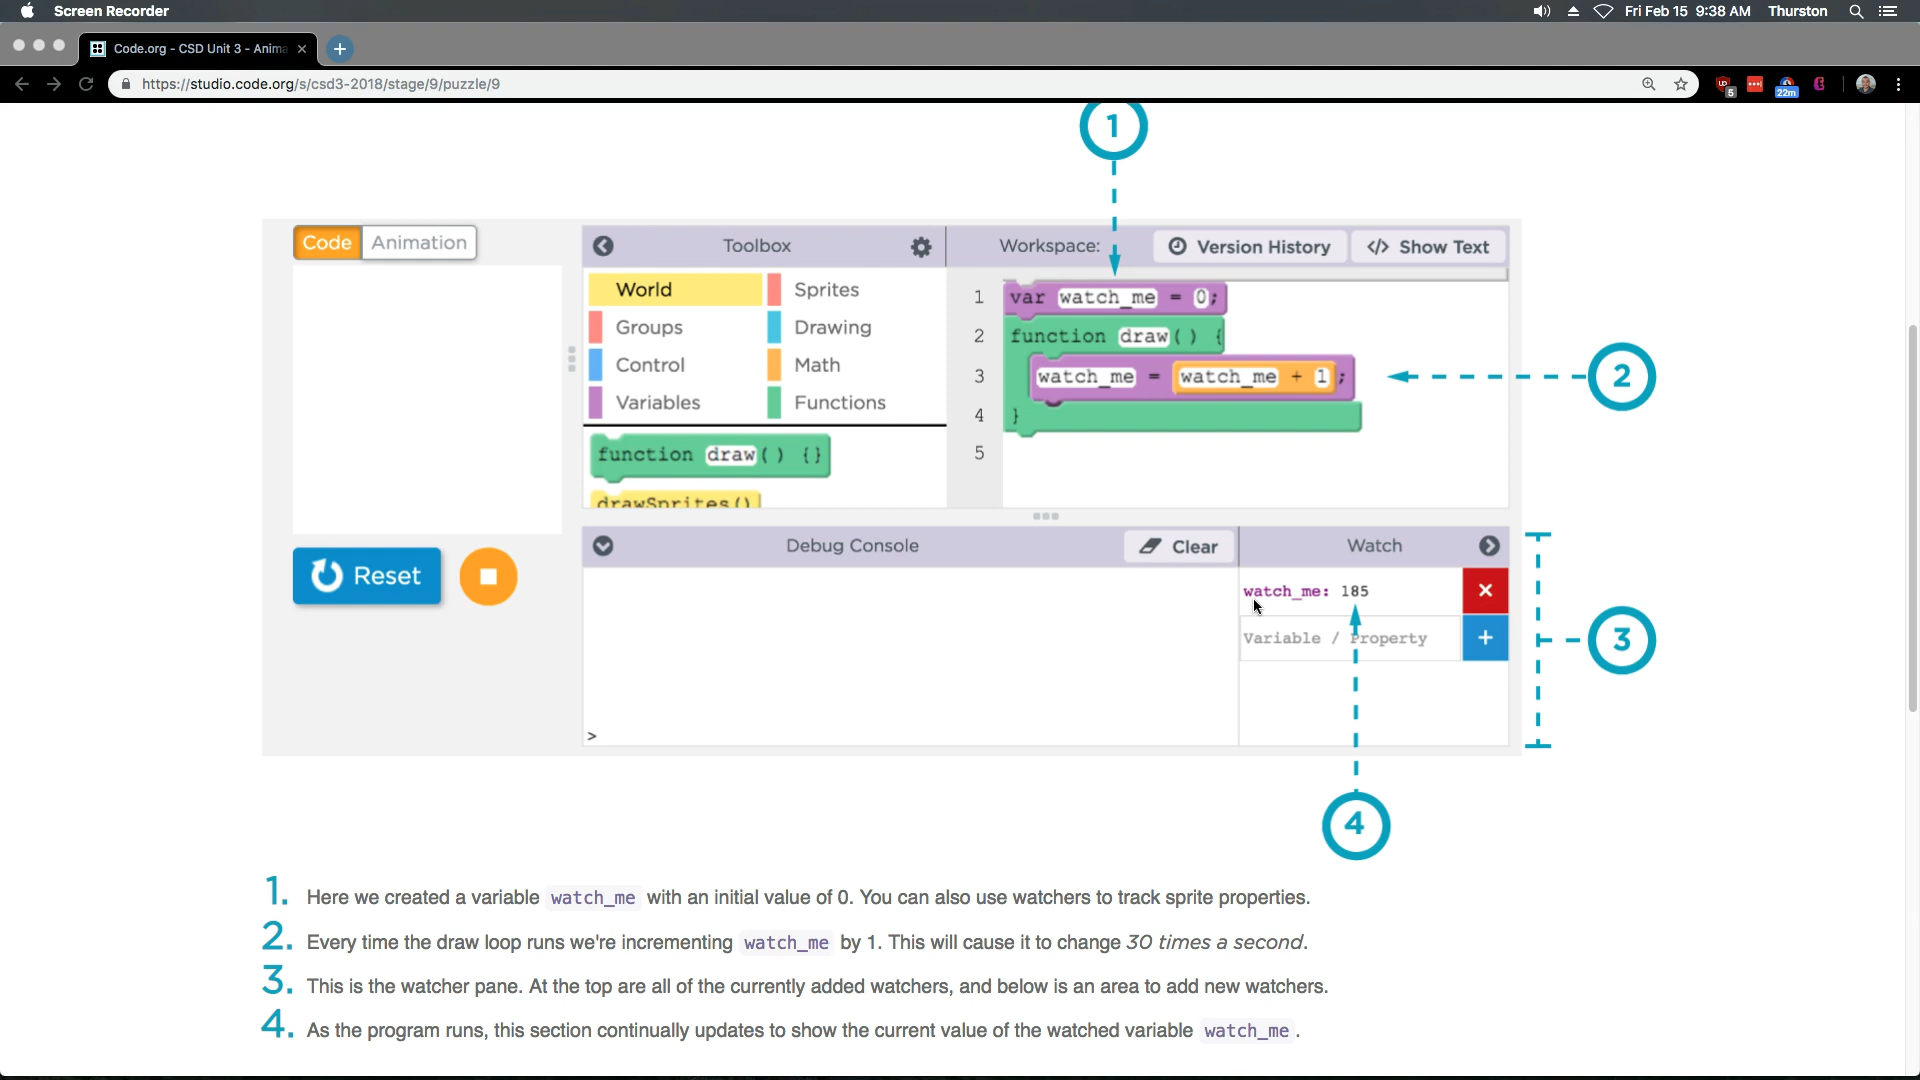 Screen Recorder
Fri Feb 15 9:38 AM Thurston
Code.org - CSD Unit 3 - Anima
https://studio.code.org/s/csd3-2018/stage/9/puzzle/9
5
22m
1
Code Animation
Toolbox
Workspace:
Version History
</> Show Text
World
Sprites
Groups
Drawing
Control
Math
Variables
Functions
function draw() {}
drawSprites()
1 var watch_me = 0;
2 function draw() {
3 watch_me = watch_me + 1;
4 }
5
2
Reset
Debug Console
Clear
Watch
watch_me: 185
Variable / Property
>
3
4
1. Here we created a variable watch_me with an initial value of 0. You can also use watchers to track sprite properties.
2. Every time the draw loop runs we're incrementing watch_me by 1. This will cause it to change 30 times a second.
3. This is the watcher pane. At the top are all of the currently added watchers, and below is an area to add new watchers.
4. As the program runs, this section continually updates to show the current value of the watched variable watch_me.